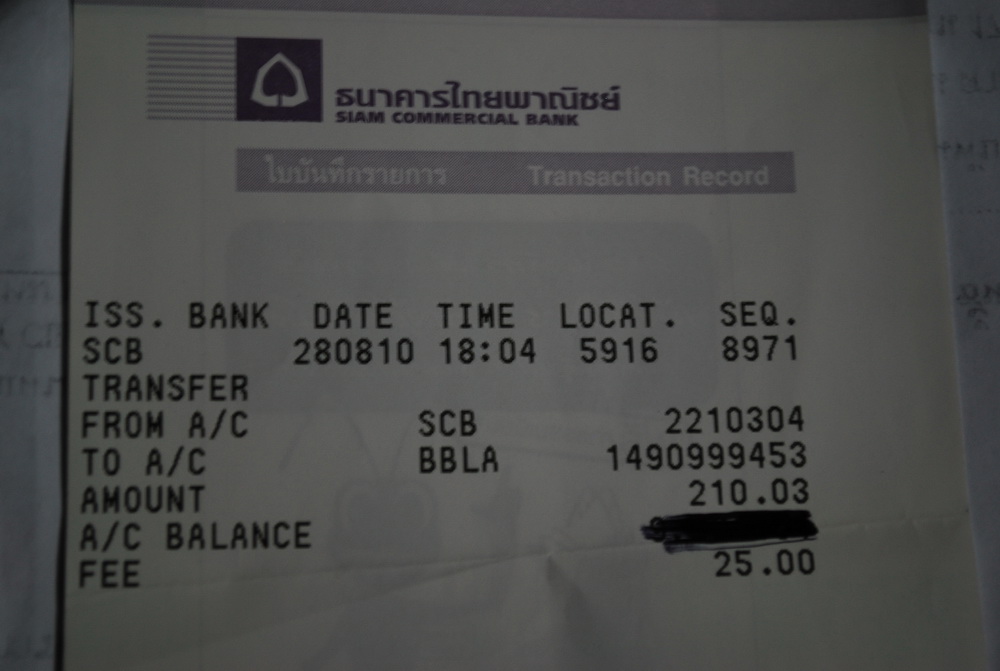 ธนาคารไทยพาณิชย์
SIAM COMMERCIAL BANK
ใบบันทึกรายการ Transaction Record
ISS. BANK DATE TIME LOCAT. SEQ.
SCB 280810 18:04 5916 8971
TRANSFER
FROM A/C SCB 2210304
TO A/C BBLA 1490999453
AMOUNT 210.03
A/C BALANCE
FEE 25.00